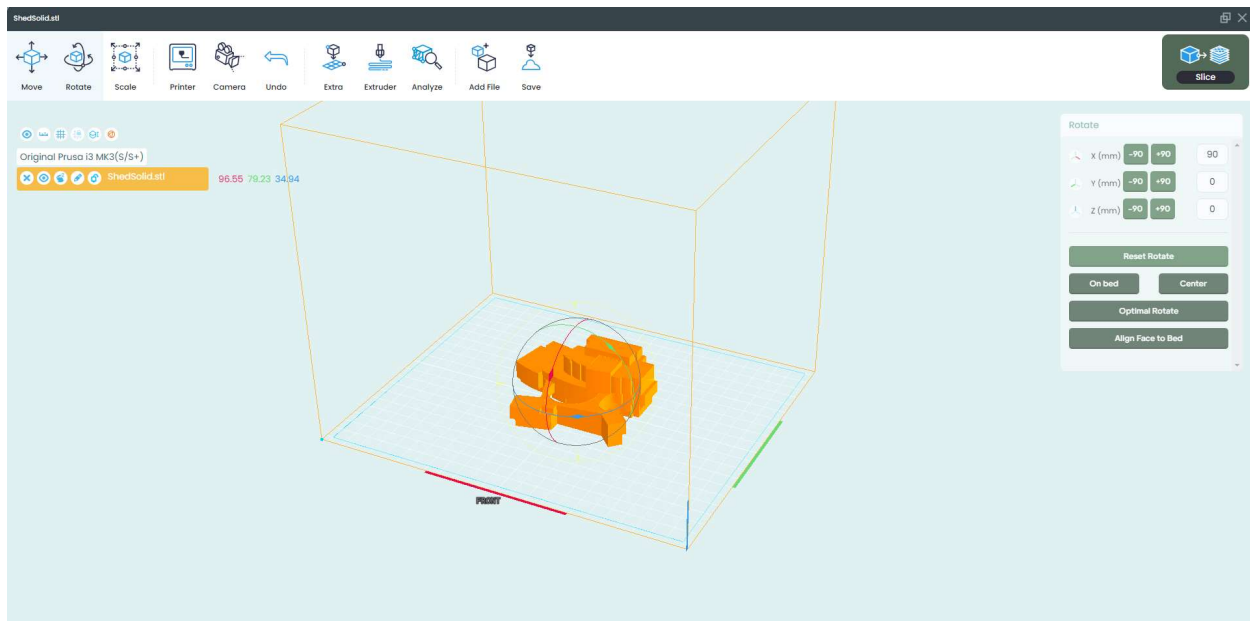 ShedSolid.stl
Move Rotate Scale Printer Camera Undo Extra Extruder Analyze Add File Save Slice
Original Prusa i3 MK3(S/S+)
ShedSolid.stl 96.55 79.23 34.94
FRONT
Rotate
X (mm) -90 +90 90
Y (mm) -90 +90 0
Z (mm) -90 +90 0
Reset Rotate
On bed Center
Optimal Rotate
Align Face to Bed